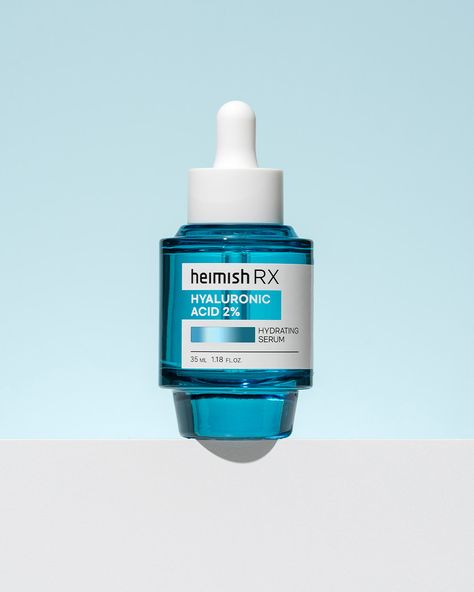 heimish RX
HYALURONIC
ACID 2%
HYDRATING
SERUM
35 ML 1.18 FL.OZ.